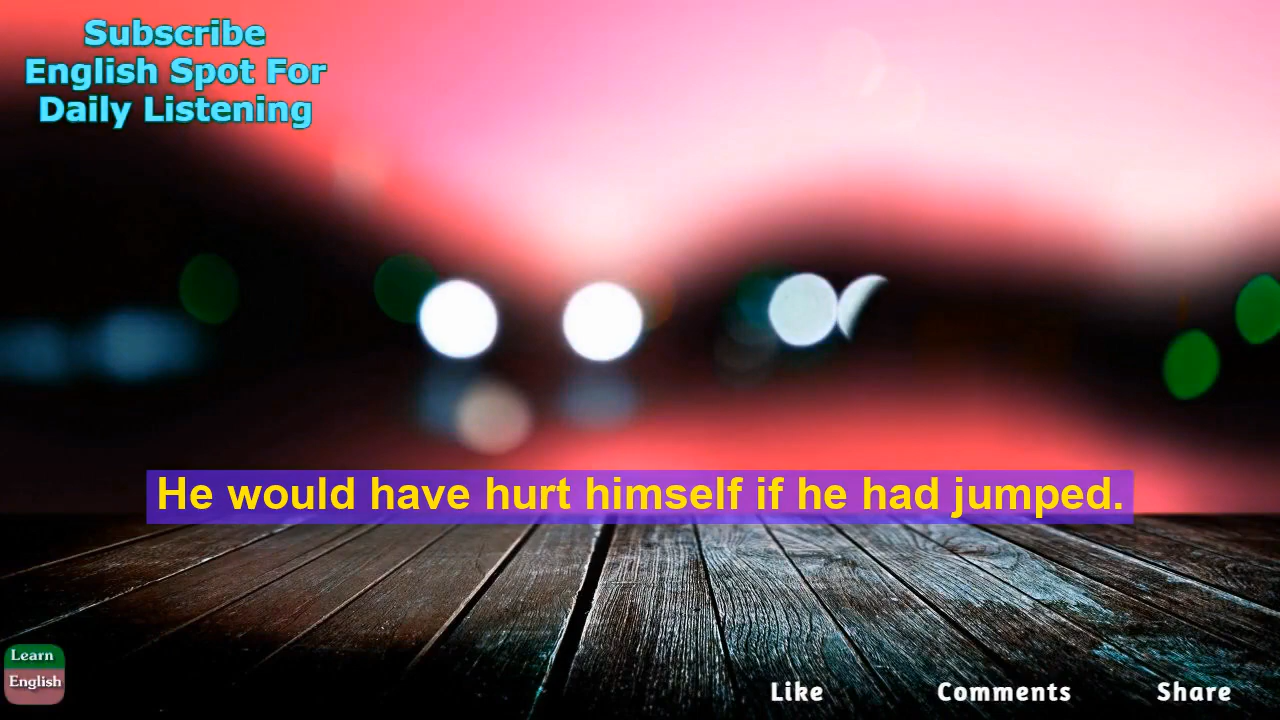 Subscribe
English Spot For
Daily Listening
He would have hurt himself if he had jumped.
Learn
English
Like
Comments
Share